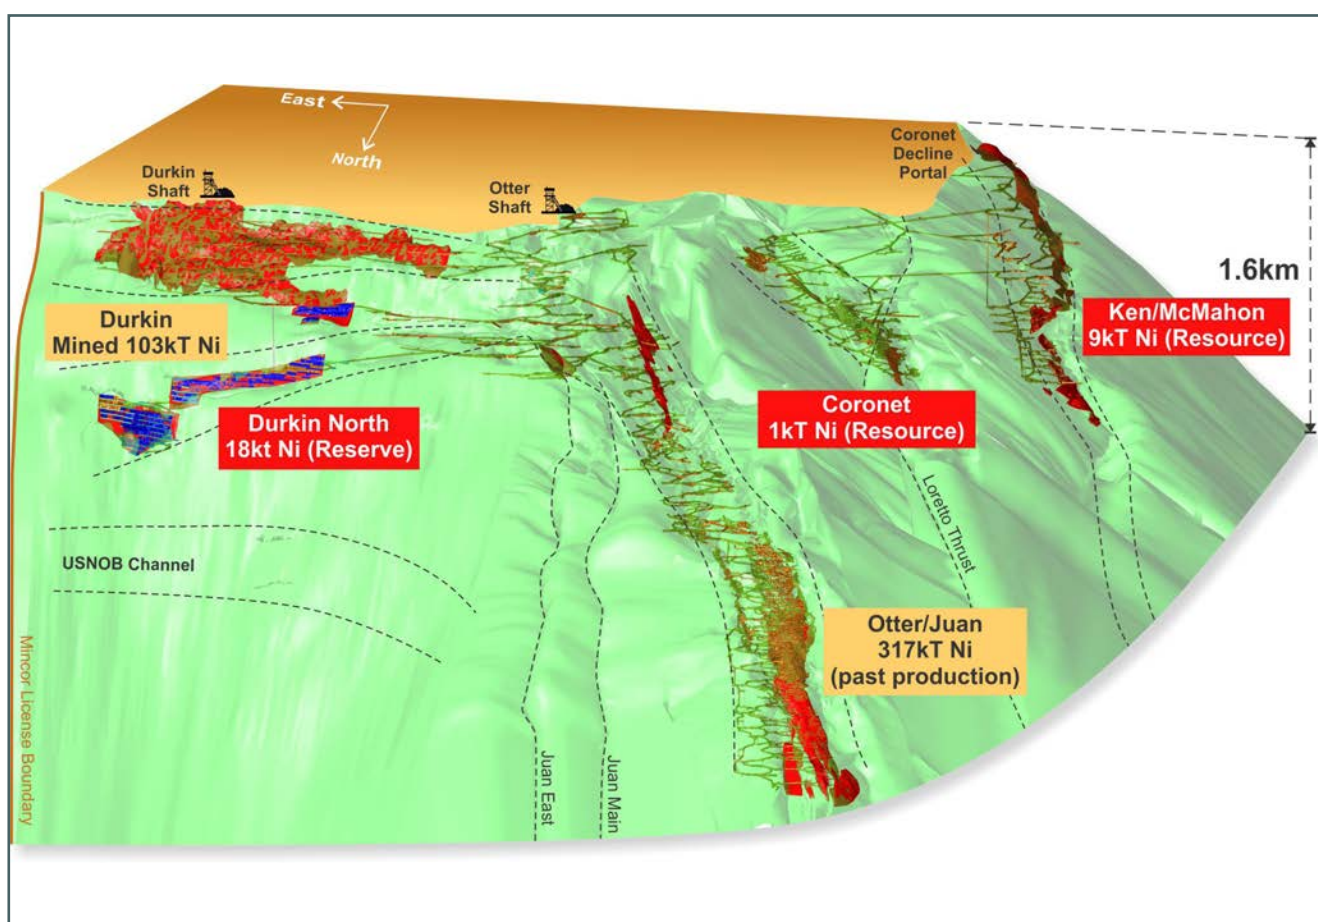 East
North
Durkin
Shaft
Otter
Shaft
Coronet
Decline
Portal
1.6km
Durkin
Mined 103kT Ni
Ken/McMahon
9kT Ni (Resource)
Durkin North
18kt Ni (Reserve)
Coronet
1kT Ni (Resource)
Loretto Thrust
USNOB Channel
Otter/Juan
317kT Ni
(past production)
Mincor License Boundary
Juan East
Juan Main